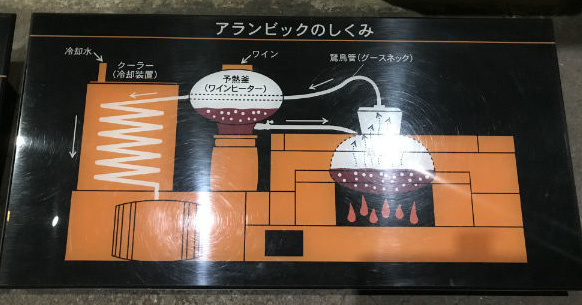 アランビックのしくみ
冷却水
クーラー
(冷却装置)
ワイン
予熱釜
(ワインヒーター)
鵞鳥管(グースネック)